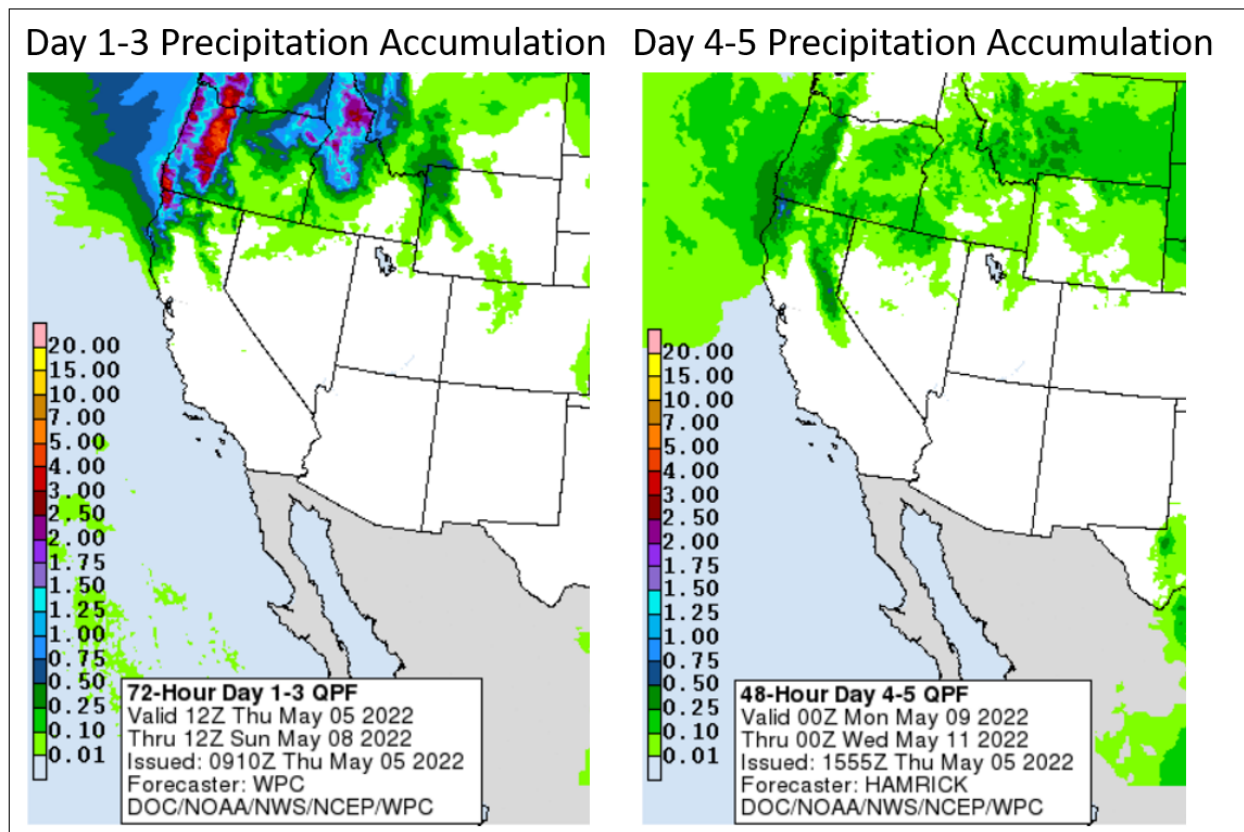 Day 1-3 Precipitation Accumulation
Day 4-5 Precipitation Accumulation
20.00
15.00
10.00
7.00
5.00
4.00
3.00
2.50
2.00
1.75
1.50
1.25
1.00
0.75
0.50
0.25
0.10
0.01
72-Hour Day 1-3 QPF
Valid 12Z Thu May 05 2022
Thru 12Z Sun May 08 2022
Issued: 0910Z Thu May 05 2022
Forecaster: WPC
DOC/NOAA/NWS/NCEP/WPC
20.00
15.00
10.00
7.00
5.00
4.00
3.00
2.50
2.00
1.75
1.50
1.25
1.00
0.75
0.50
0.25
0.10
0.01
48-Hour Day 4-5 QPF
Valid 00Z Mon May 09 2022
Thru 00Z Wed May 11 2022
Issued: 1555Z Thu May 05 2022
Forecaster: HAMRICK
DOC/NOAA/NWS/NCEP/WPC